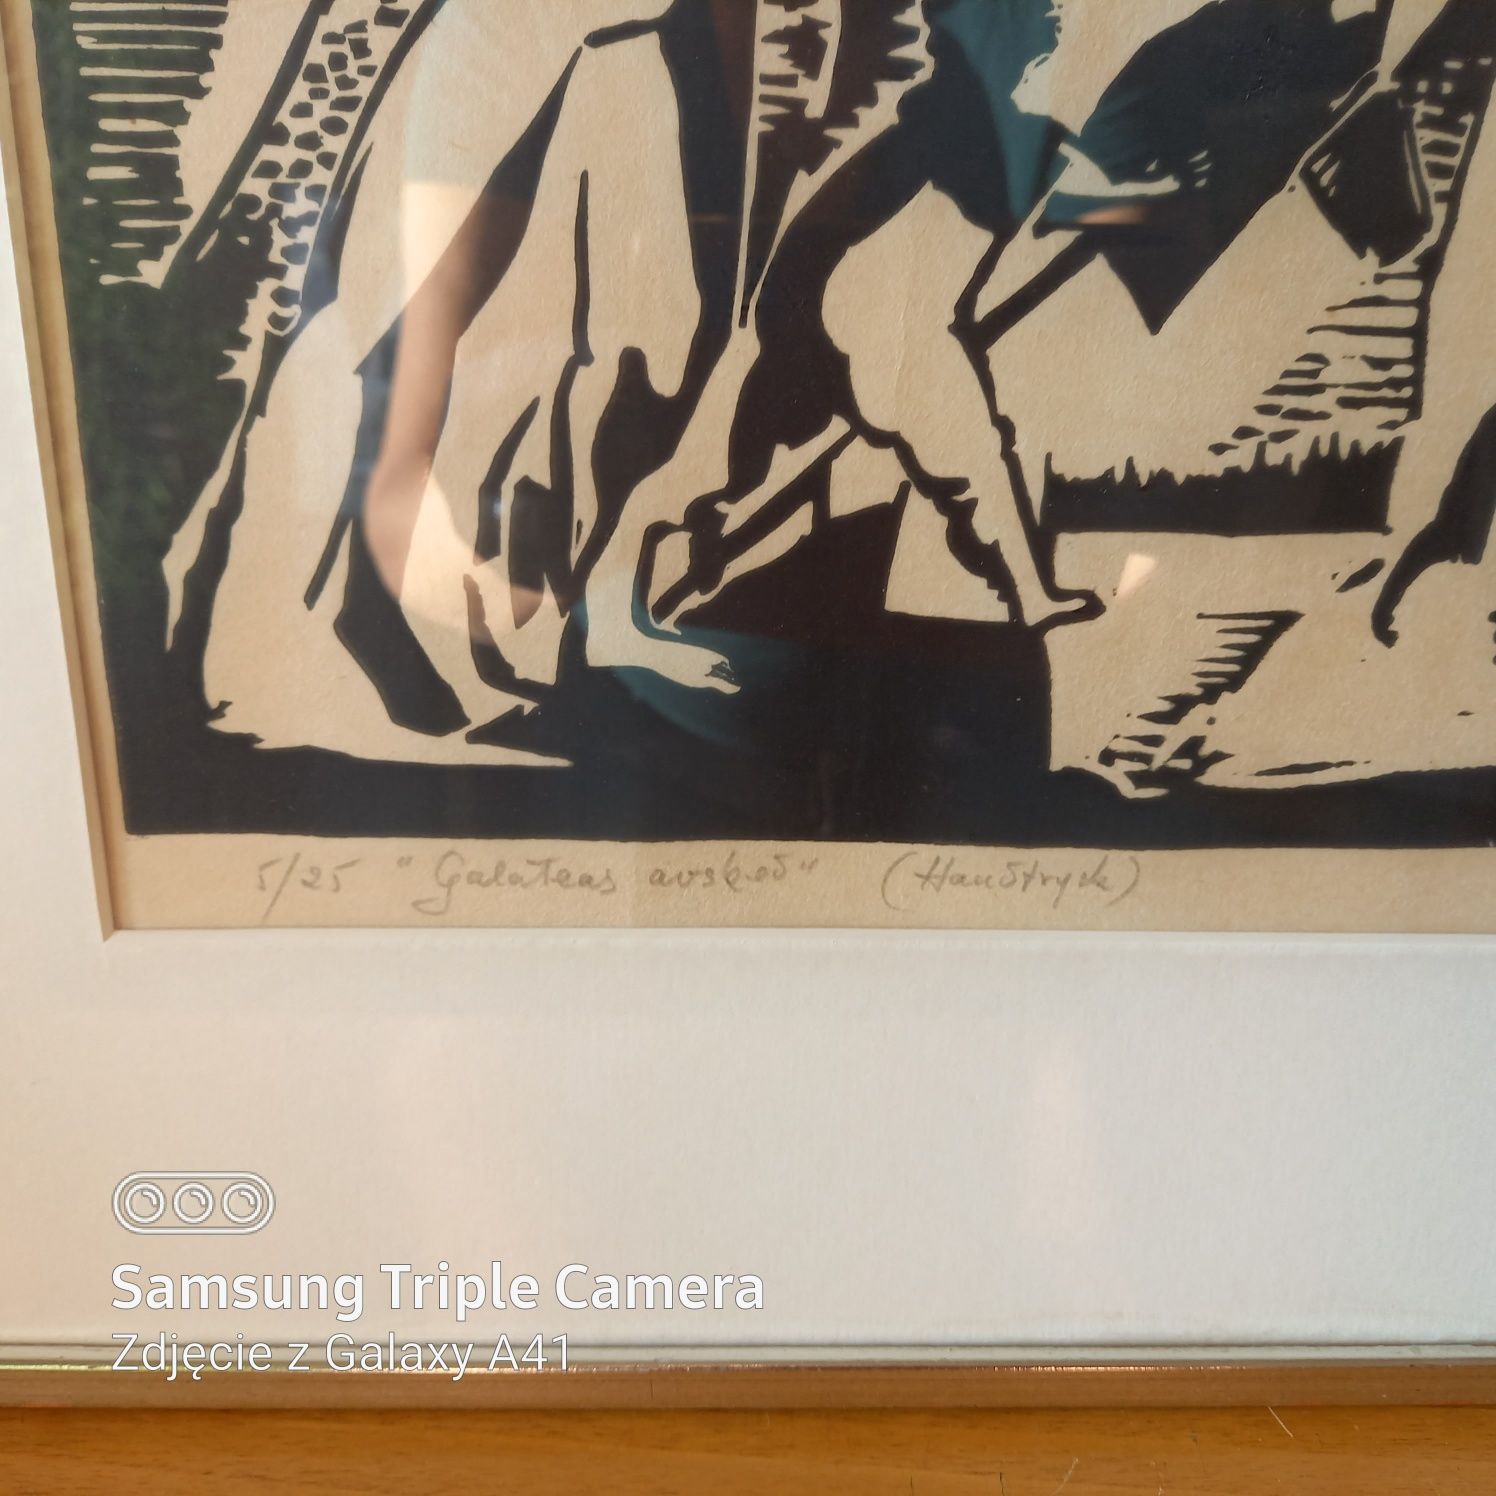 5/25 "Galateas avsked" (Handtryck)
Samsung Triple Camera
Zdjęcie z Galaxy A41